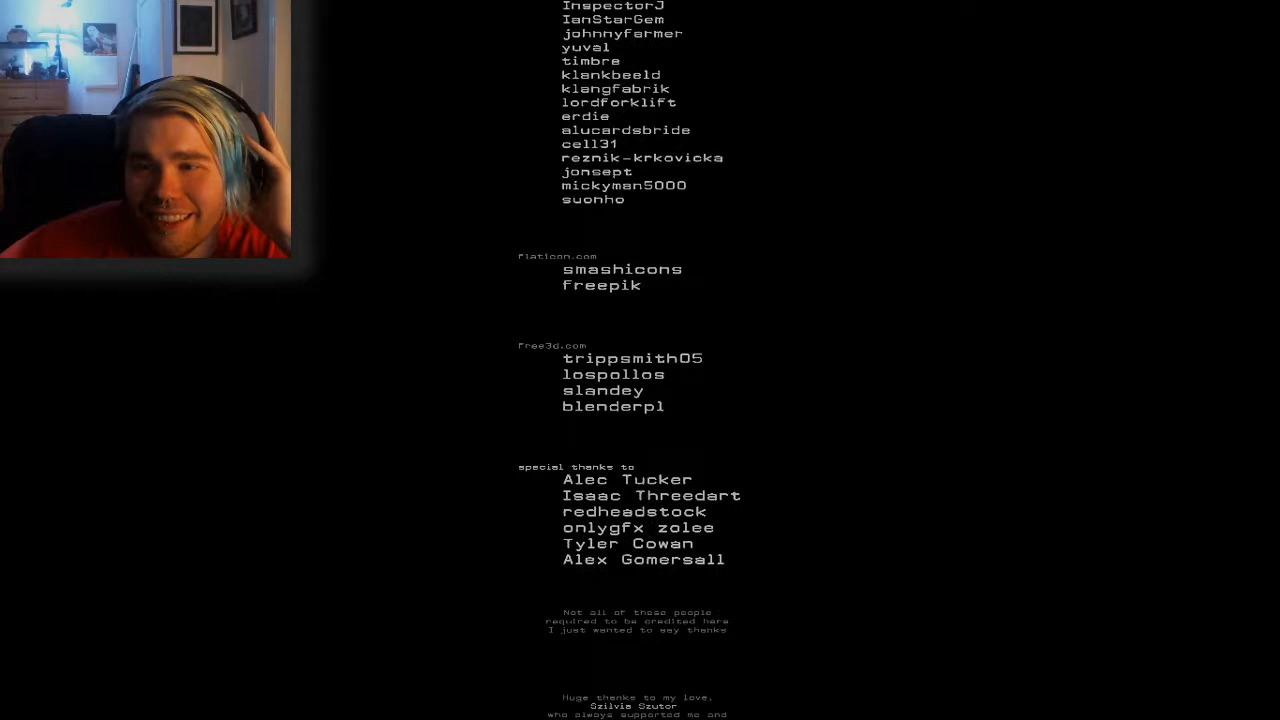 InspectorJ
IanStarGem
johnnyfarmer
yuval
timbre
klankbeeld
klangfabrik
lordforklift
erdie
alucardsbride
cell31
reznik-krkovicka
jonsept
mickyman5000
suonho
flaticon.com
smashicons
freepik
free3d.com
trippsmith05
lospollos
slandey
blenderpl
special thanks to
Alec Tucker
Isaac Threedart
redheadstock
onlygfx zolee
Tyler Cowan
Alex Gomersall
Not all of these people
required to be credited here
I just wanted to say thanks
Huge thanks to my love,
Szilvia Szutor
who always supported me and